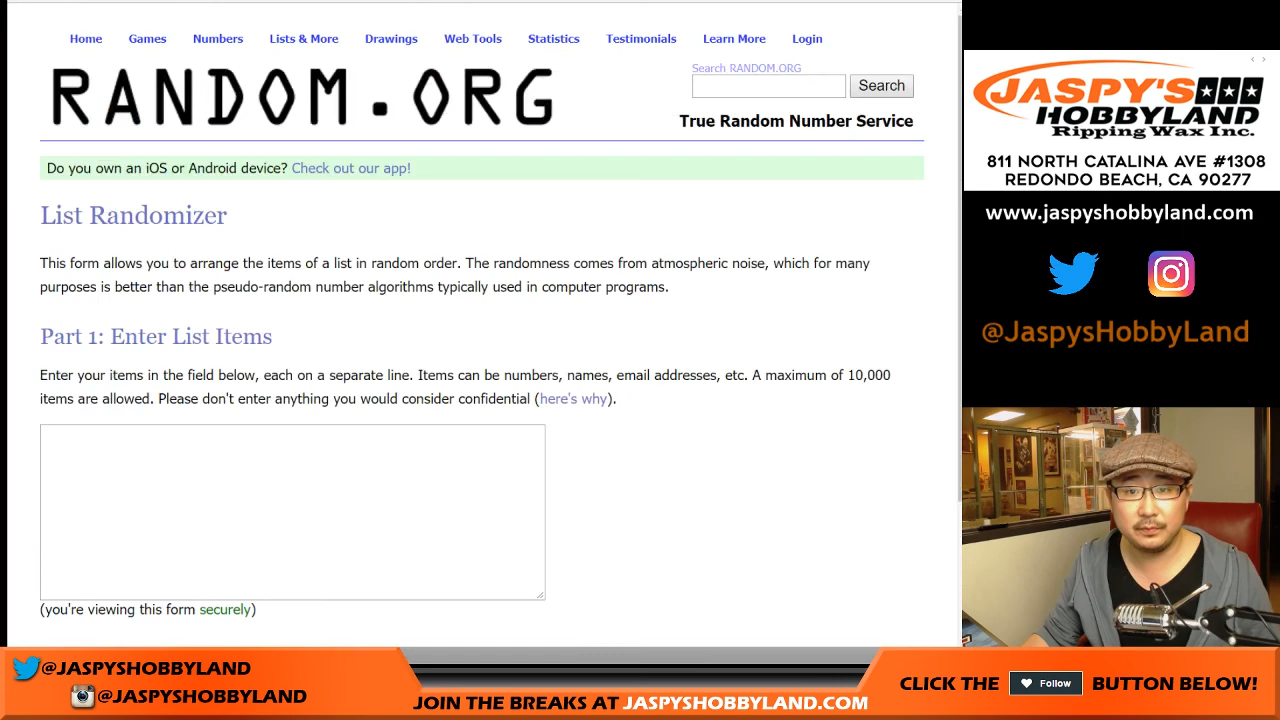 Home Games Numbers Lists & More Drawings Web Tools Statistics Testimonials Learn More Login
RANDOM.ORG
Search RANDOM.ORG
Search
True Random Number Service
Do you own an iOS or Android device? Check out our app!
List Randomizer
This form allows you to arrange the items of a list in random order. The randomness comes from atmospheric noise, which for many
purposes is better than the pseudo-random number algorithms typically used in computer programs.
Part 1: Enter List Items
Enter your items in the field below, each on a separate line. Items can be numbers, names, email addresses, etc. A maximum of 10,000
items are allowed. Please don't enter anything you would consider confidential (here's why).
(you're viewing this form securely)
JASPY'S
HOBBYLAND
Ripping Wax Inc.
811 NORTH CATALINA AVE #1308
REDONDO BEACH, CA 90277
www.jaspyshobbyland.com
@JaspysHobbyLand
@JASPYSHOBBYLAND
@JASPYSHOBBYLAND
JOIN THE BREAKS AT JASPYSHOBBYLAND.COM
CLICK THE Follow BUTTON BELOW!